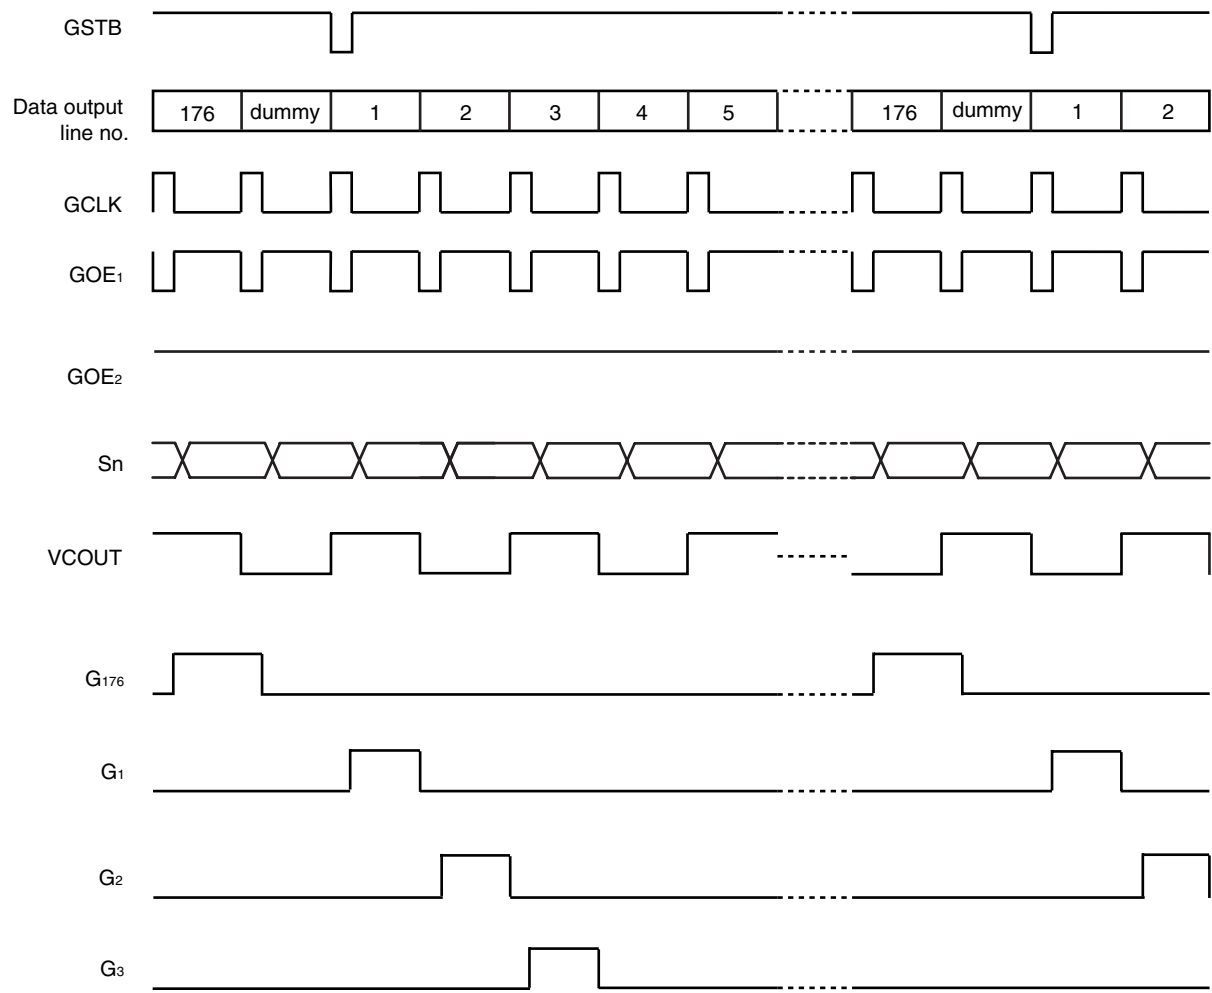 GSTB
Data output
line no.
176 dummy 1 2 3 4 5 176 dummy 1 2
GCLK
GOE1
GOE2
Sn
VCOUT
G176
G1
G2
G3